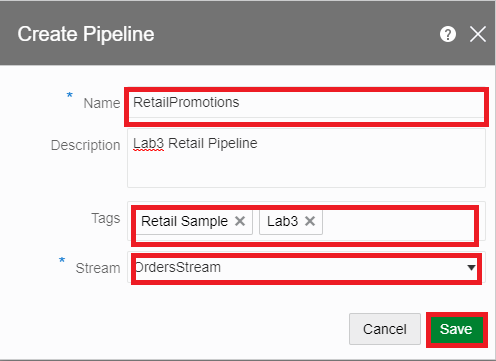 Create Pipeline ?
* Name RetailPromotions
Description Lab3 Retail Pipeline
Tags Retail Sample × Lab3 ×
* Stream OrdersStream
Cancel Save